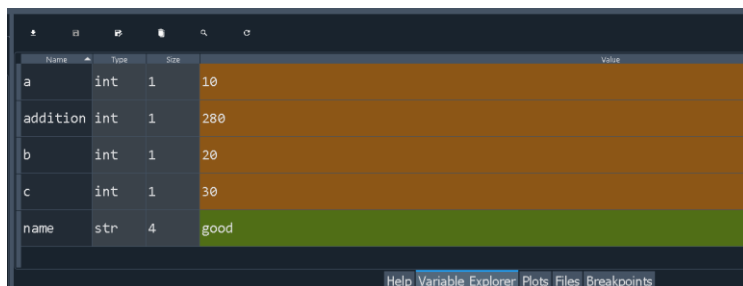 Name Type Size Value
a int 1 10
addition int 1 280
b int 1 20
c int 1 30
name str 4 good
Help Variable Explorer Plots Files Breakpoints